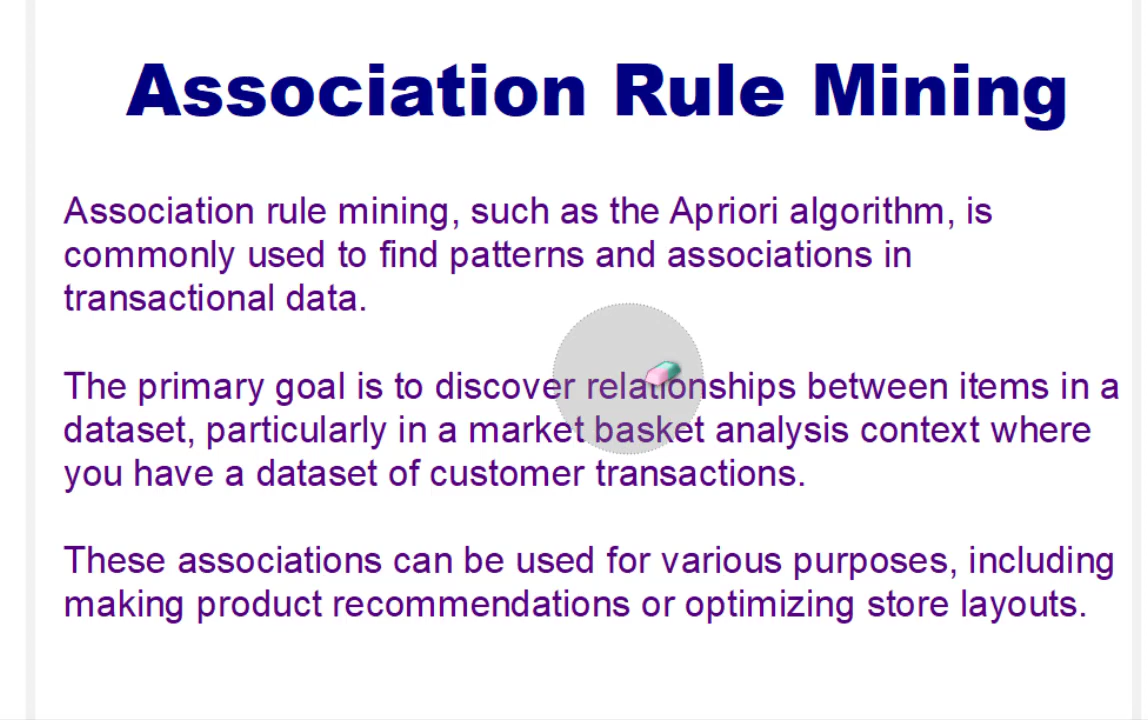 Association Rule Mining
Association rule mining, such as the Apriori algorithm, is
commonly used to find patterns and associations in
transactional data.
The primary goal is to discover relationships between items in a
dataset, particularly in a market basket analysis context where
you have a dataset of customer transactions.
These associations can be used for various purposes, including
making product recommendations or optimizing store layouts.